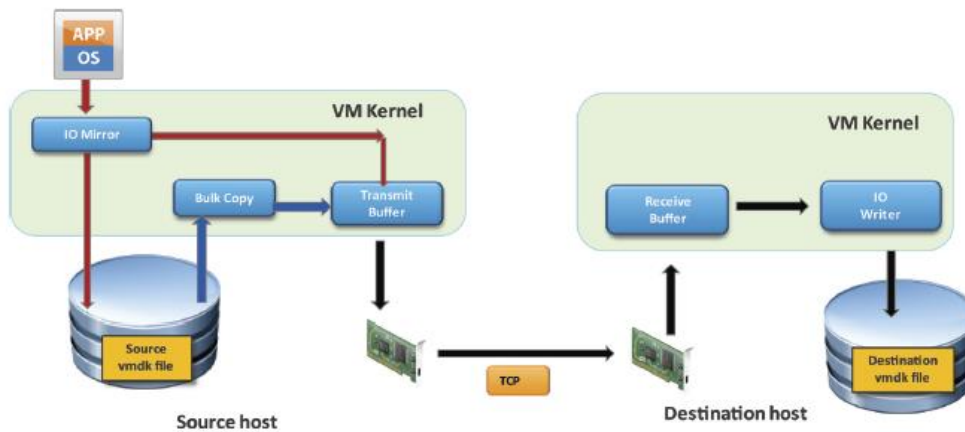 APP
OS
VM Kernel
IO Mirror
Bulk Copy
Transmit
Buffer
Source
vmdk file
Source host
TCP
VM Kernel
Receive
Buffer
IO
Writer
Destination
vmdk file
Destination host